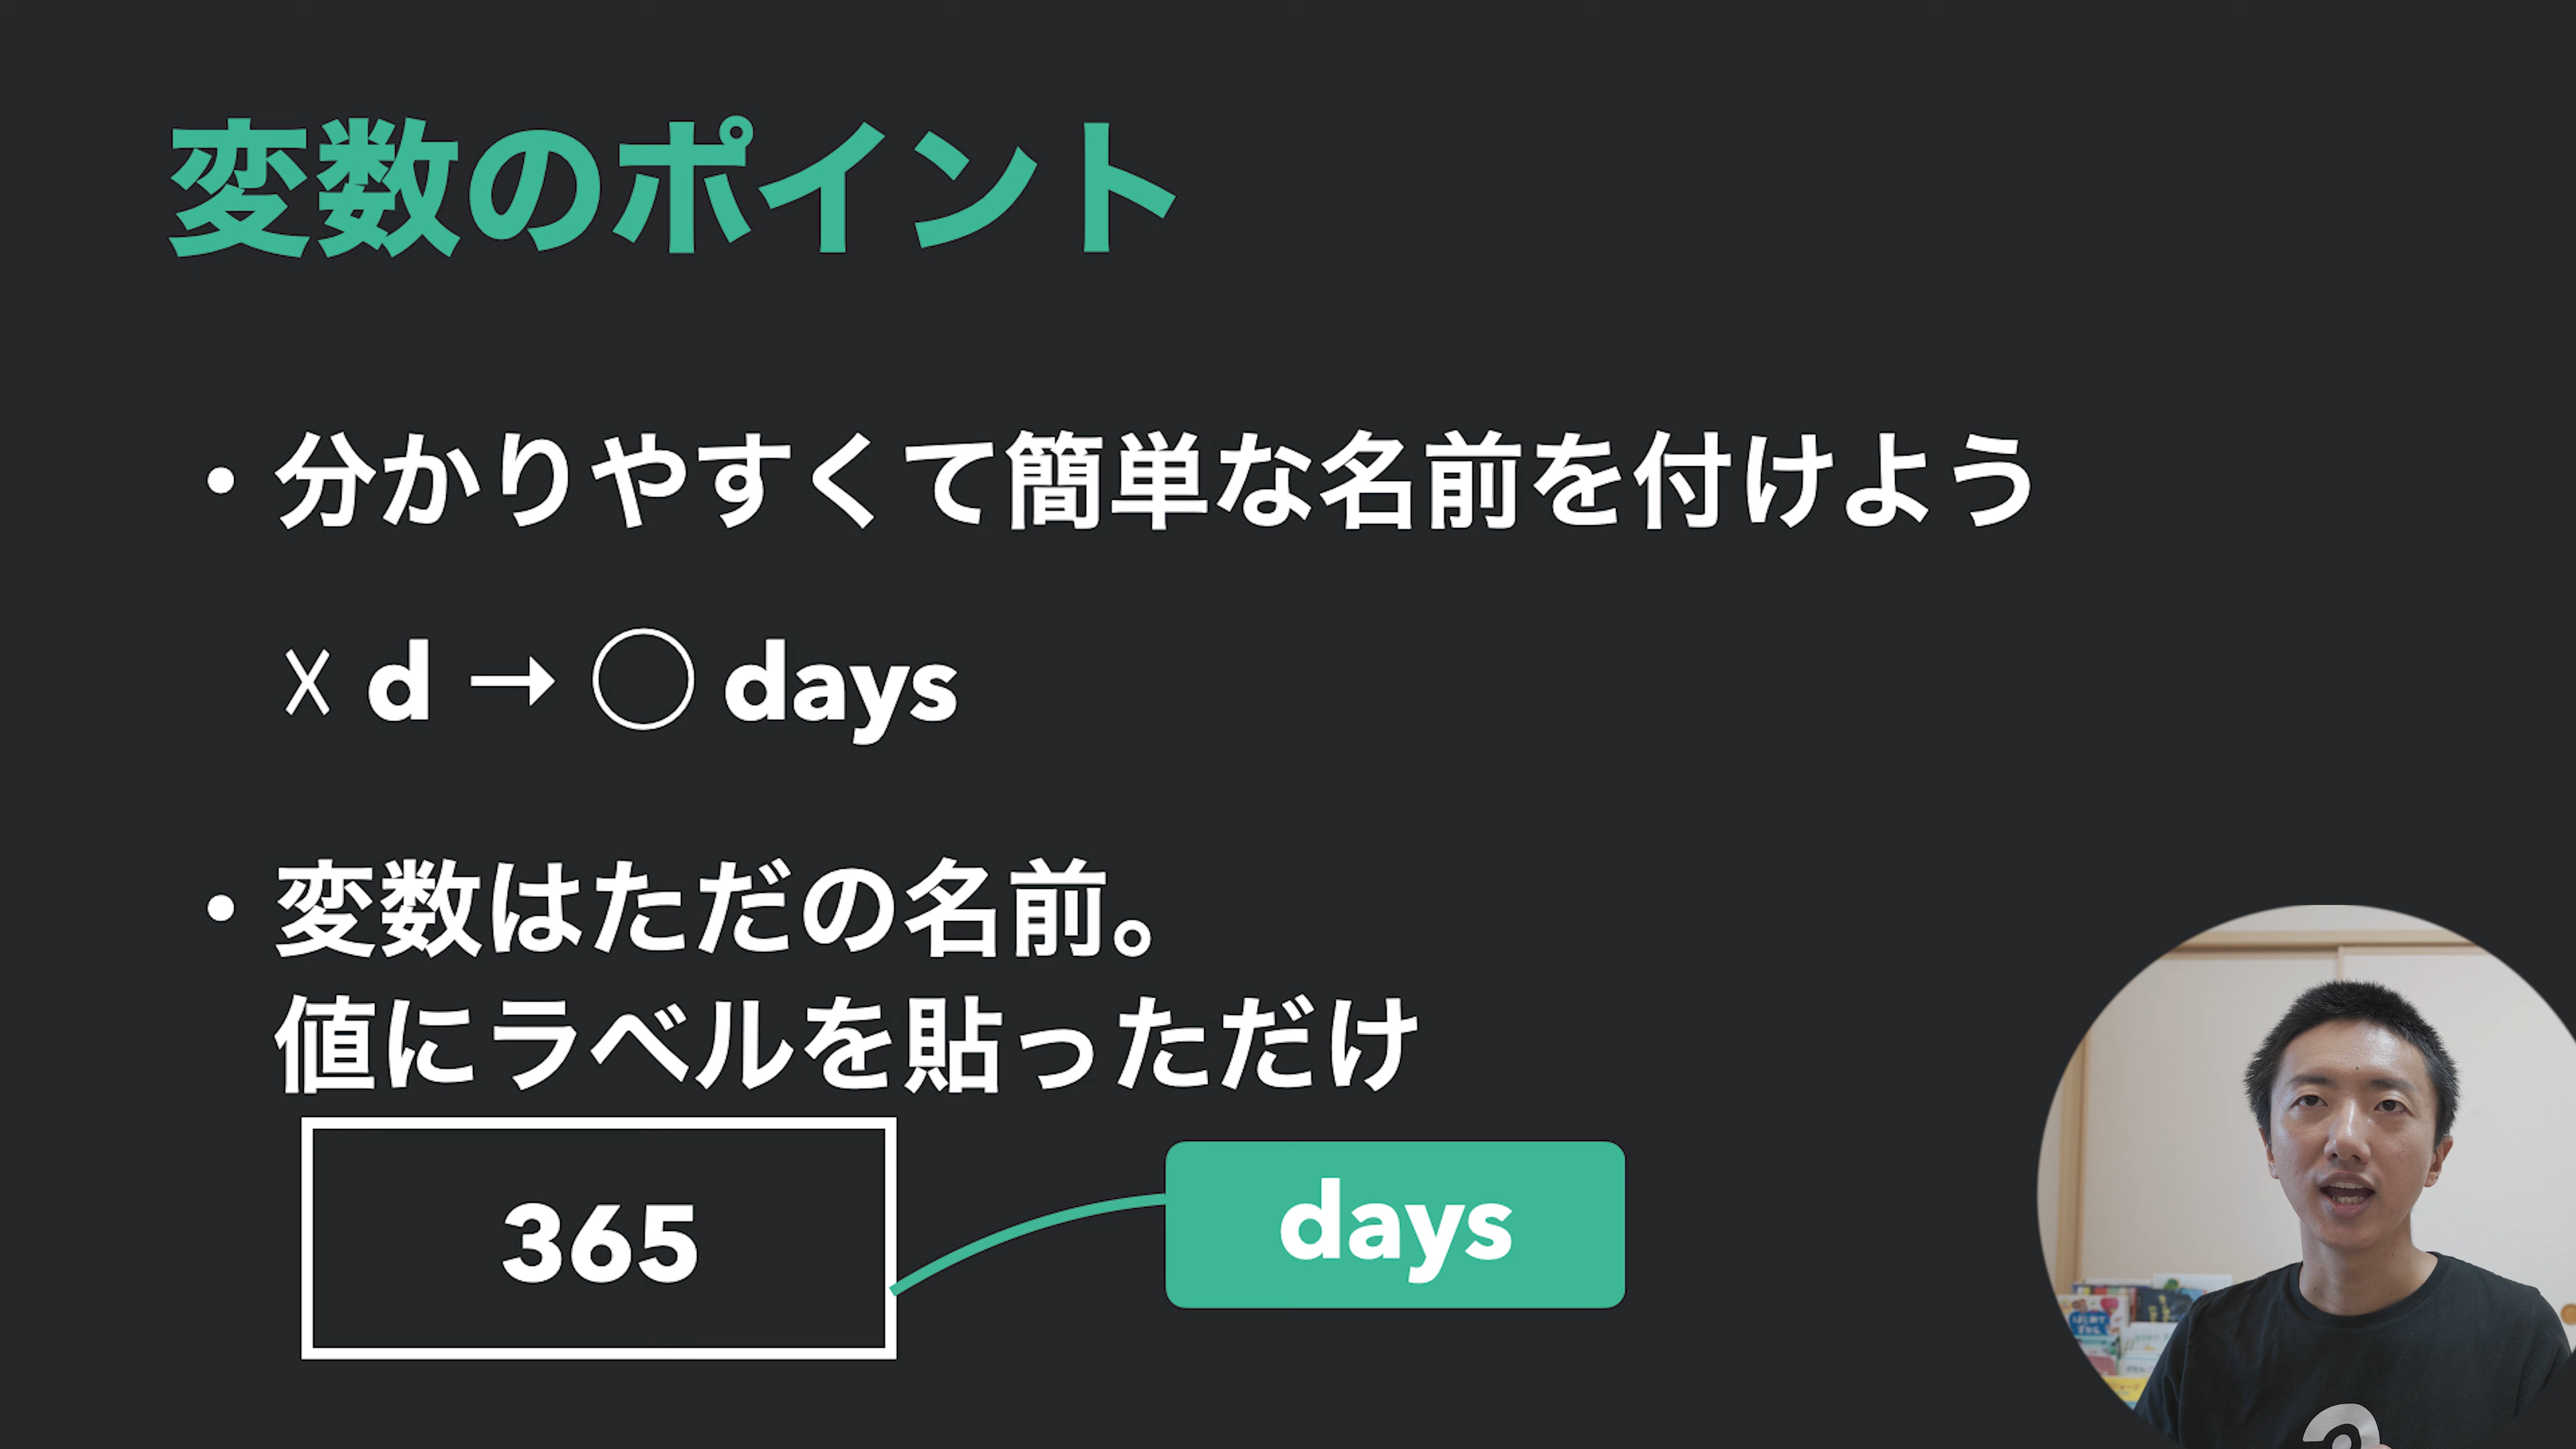 変数のポイント
・分かりやすくて簡単な名前を付けよう
☓ d → ◯ days
・変数はただの名前。
値にラベルを貼っただけ
365
days